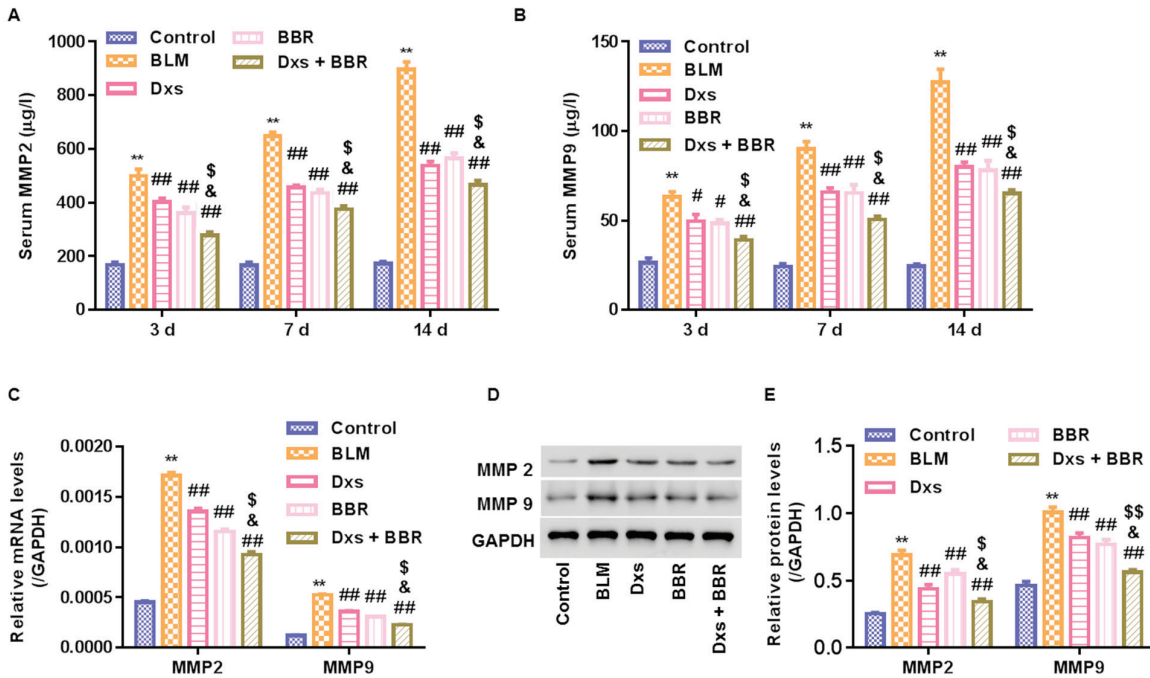 A
Serum MMP2 (µg/l)
1000
800
600
400
200
0
Control
BLM
Dxs
BBR
Dxs + BBR
**
##
##
$
&
##
**
##
##
$
&
##
**
##
##
$
&
##
3 d
7 d
14 d
B
Serum MMP9 (µg/l)
150
100
50
0
Control
BLM
Dxs
BBR
Dxs + BBR
**
#
#
$
&
##
**
##
##
$
&
##
**
##
##
$
&
##
3 d
7 d
14 d
C
Relative mRNA levels
(/GAPDH)
0.0020
0.0015
0.0010
0.0005
0.0000
Control
BLM
Dxs
BBR
Dxs + BBR
**
##
##
$
&
##
**
##
##
$
&
##
MMP2
MMP9
D
MMP 2
MMP 9
GAPDH
Control
BLM
Dxs
BBR
Dxs + BBR
E
Relative protein levels
(/GAPDH)
1.5
1.0
0.5
0.0
Control
BLM
Dxs
BBR
Dxs + BBR
**
##
##
$
&
##
**
##
##
$$
&
##
MMP2
MMP9